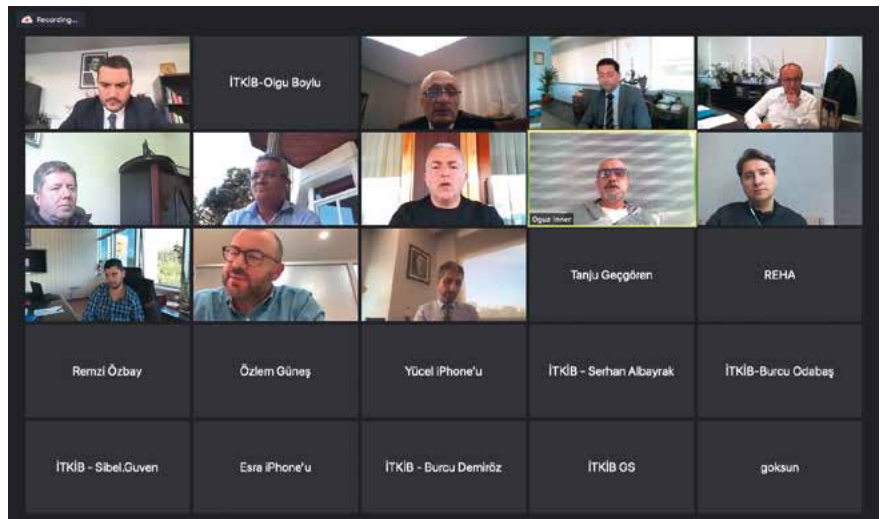 Recording...
İTKİB-Olgu Boylu
Oguz Inner
Tanju Geçgören
REHA
Remzi Özbay
Özlem Güneş
Yücel iPhone'u
İTKİB - Serhan Albayrak
İTKİB-Burcu Odabaş
İTKİB - Sibel.Guven
Esra iPhone'u
İTKİB - Burcu Demiröz
İTKİB GS
goksun